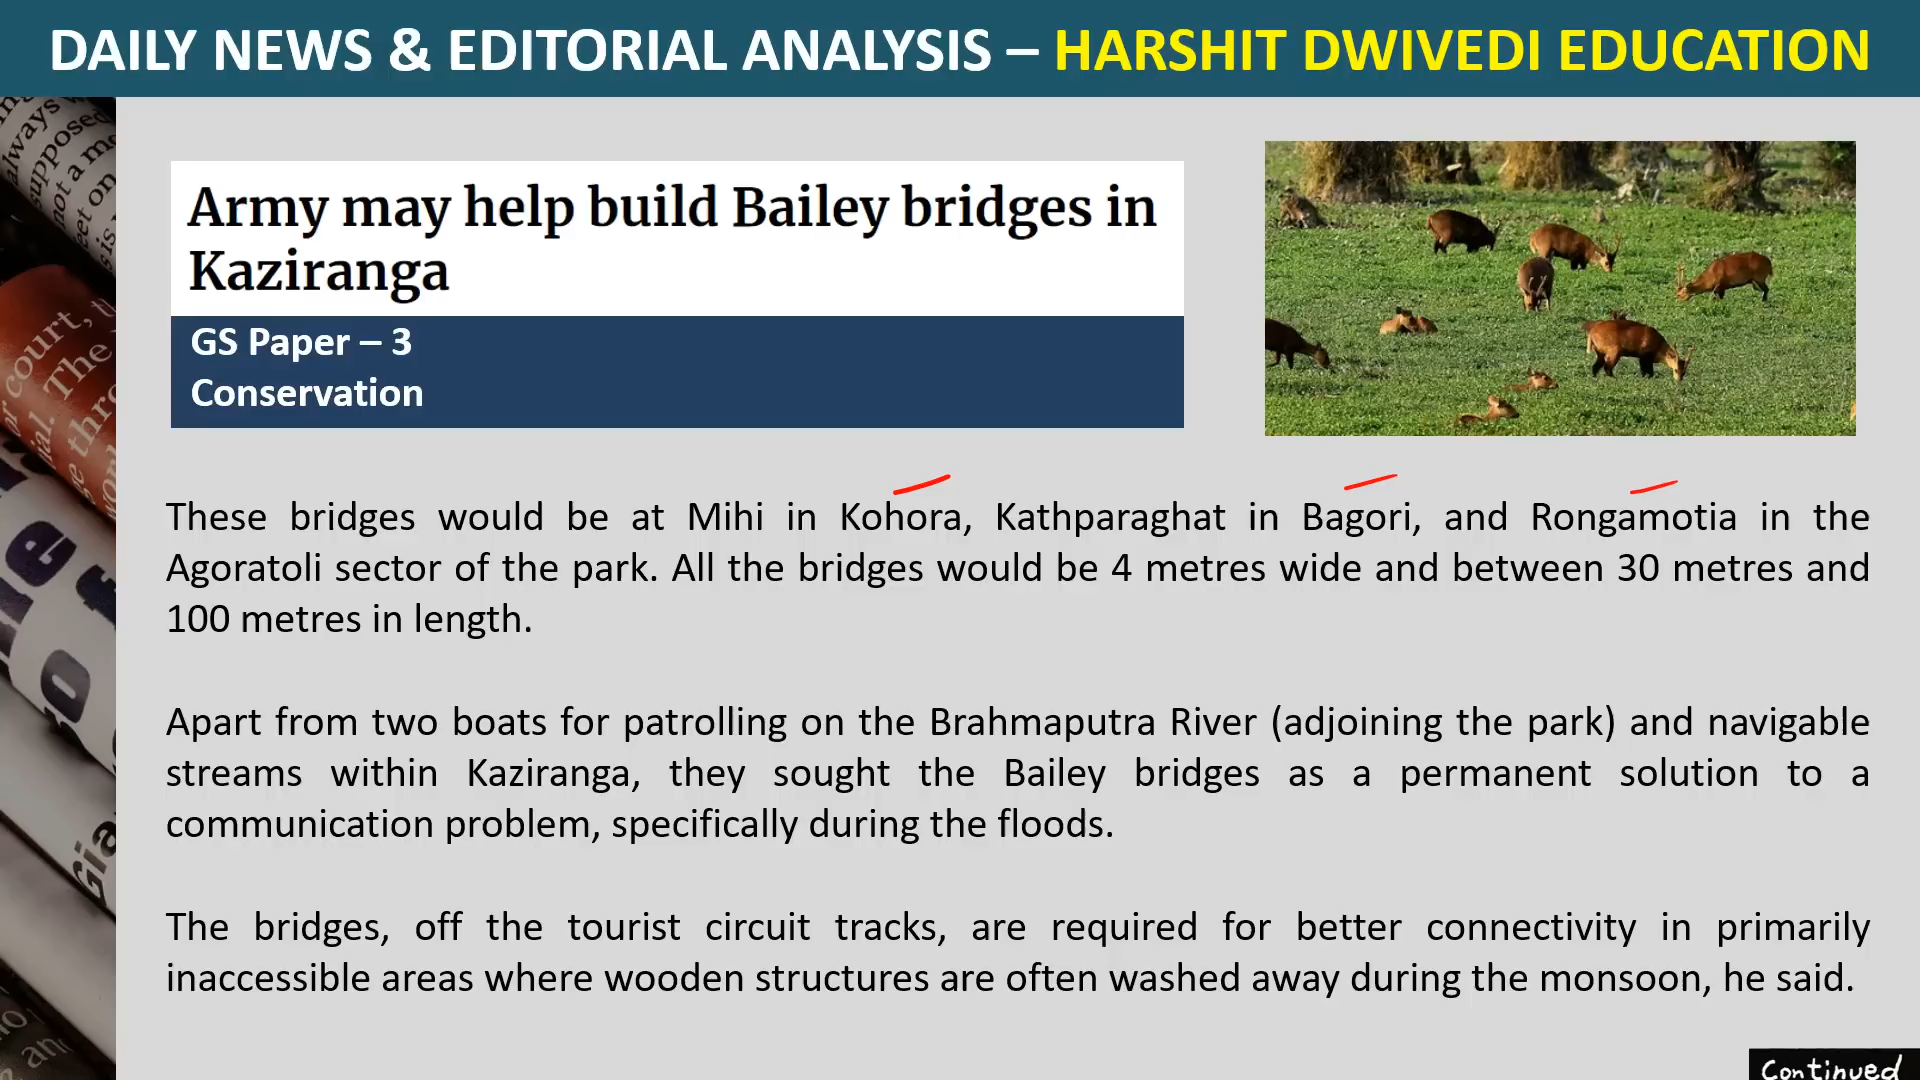 DAILY NEWS & EDITORIAL ANALYSIS – HARSHIT DWIVEDI EDUCATION
Army may help build Bailey bridges in
Kaziranga
GS Paper – 3
Conservation
These bridges would be at Mihi in Kohora, Kathparaghat in Bagori, and Rongamotia in the
Agoratoli sector of the park. All the bridges would be 4 metres wide and between 30 metres and
100 metres in length.
Apart from two boats for patrolling on the Brahmaputra River (adjoining the park) and navigable
streams within Kaziranga, they sought the Bailey bridges as a permanent solution to a
communication problem, specifically during the floods.
The bridges, off the tourist circuit tracks, are required for better connectivity in primarily
inaccessible areas where wooden structures are often washed away during the monsoon, he said.
Continued